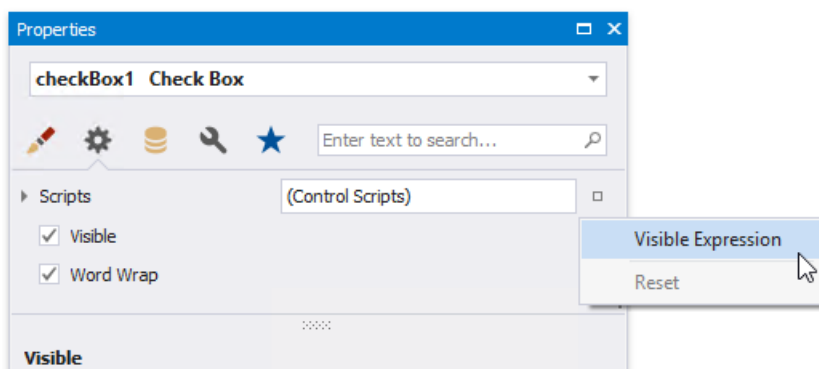 Properties
checkBox1 Check Box
Enter text to search...
Scripts (Control Scripts)
Visible
Visible Expression
Word Wrap
Reset
Visible